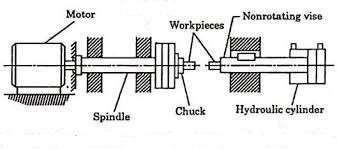 Motor
Workpieces
Nonrotating vise
Spindle
Chuck
Hydroulic cylinder